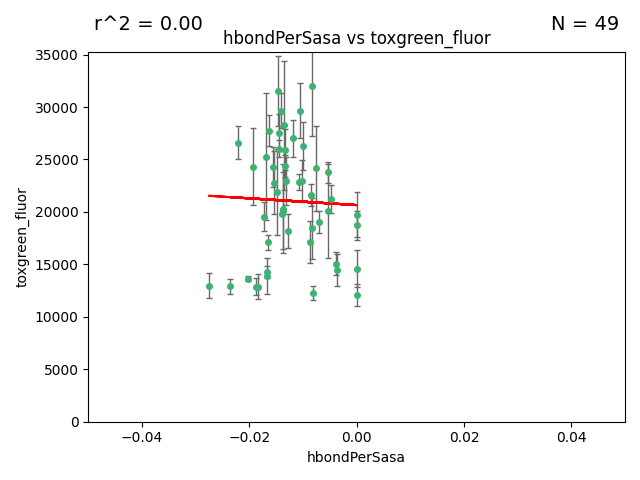 r^2 = 0.00
N = 49
hbondPerSasa vs toxgreen_fluor
35000
30000
25000
20000
15000
10000
5000
0
toxgreen_fluor
−0.04
−0.02
0.00
0.02
0.04
hbondPerSasa